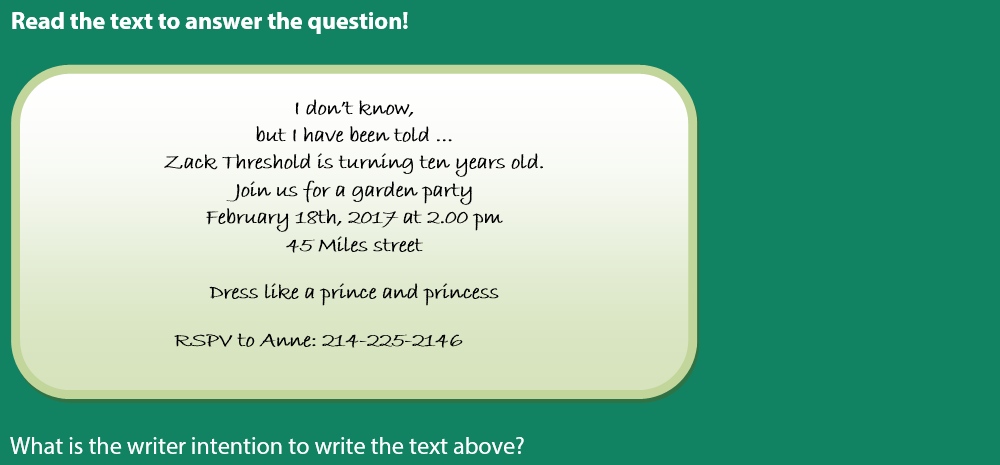 Read the text to answer the question!
I don't know,
but I have been told ...
Zack Threshold is turning ten years old.
Join us for a garden party
February 18th, 2017 at 2.00 pm
45 Miles street
Dress like a prince and princess
RSPV to Anne: 214-225-2146
What is the writer intention to write the text above?